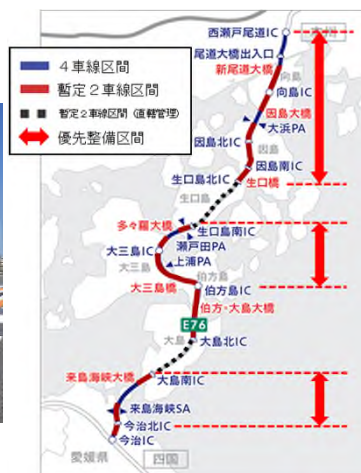 西瀬戸尾道IC
尾道大橋出入口
新尾道大橋
４車線区間
暫定２車線区間
暫定２車線区間（直轄管理）
優先整備区間
向島
向島IC
因島大橋
大浜PA
因島北IC
因島
因島南IC
生口島北IC
生口橋
生口島
多々羅大橋
生口島南IC
瀬戸田PA
大三島IC
大三島
上浦PA
伯方島
大三島橋
伯方島IC
伯方・大島大橋
E76
大島
大島北IC
来島海峡大橋
大島南IC
来島海峡SA
今治北IC
今治IC
愛媛県
四国